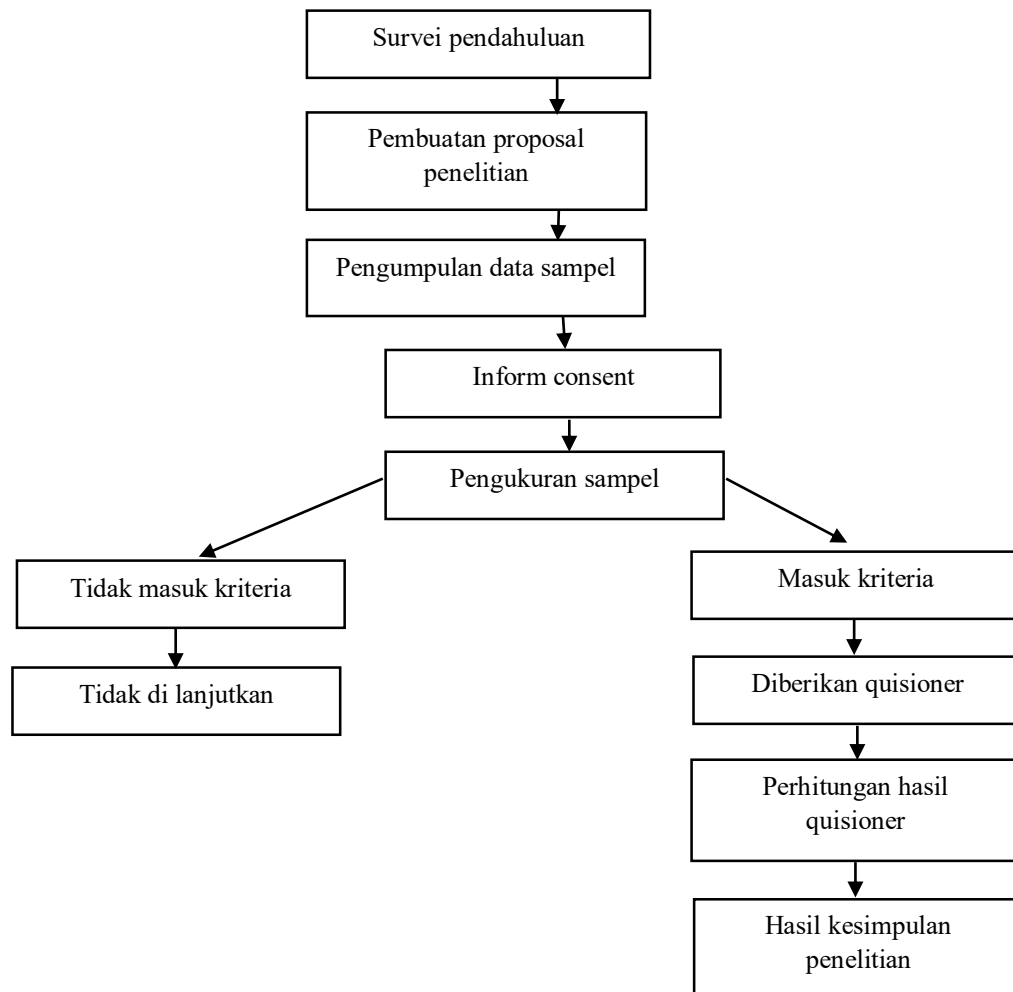 Survei pendahuluan
Pembuatan proposal
penelitian
Pengumpulan data sampel
Inform consent
Pengukuran sampel
Tidak masuk kriteria
Tidak di lanjutkan
Masuk kriteria
Diberikan quisioner
Perhitungan hasil
quisioner
Hasil kesimpulan
penelitian